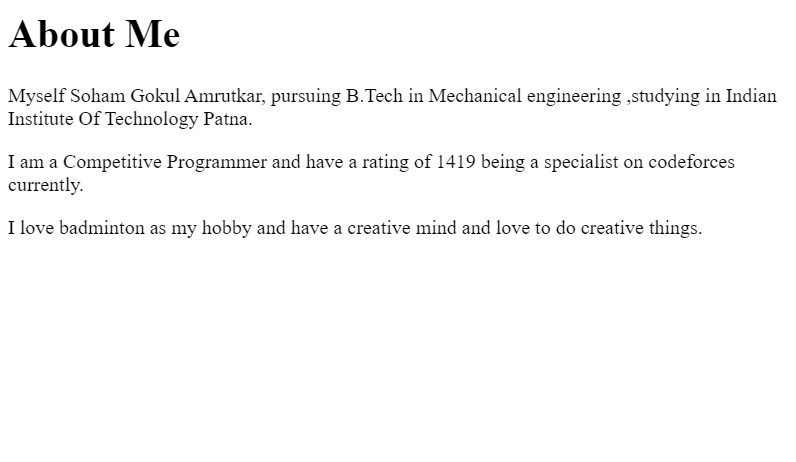 About Me
Myself Soham Gokul Amrutkar, pursuing B.Tech in Mechanical engineering ,studying in Indian
Institute Of Technology Patna.
I am a Competitive Programmer and have a rating of 1419 being a specialist on codeforces
currently.
I love badminton as my hobby and have a creative mind and love to do creative things.